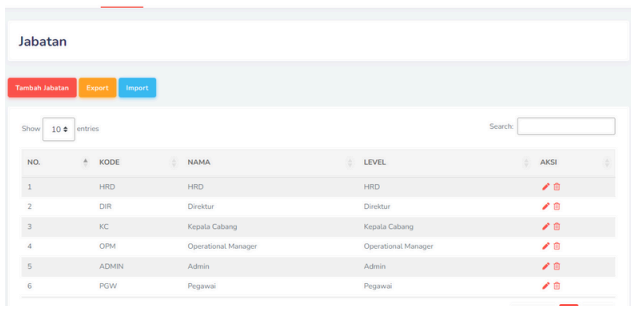 Jabatan
Tambah Jabatan Export Import
Show 10 entries Search:
NO. KODE NAMA LEVEL AKSI
1 HRD HRD HRD
2 DIR Direktur Direktur
3 KC Kepala Cabang Kepala Cabang
4 OPM Operational Manager Operational Manager
5 ADMIN Admin Admin
6 PGW Pegawai Pegawai